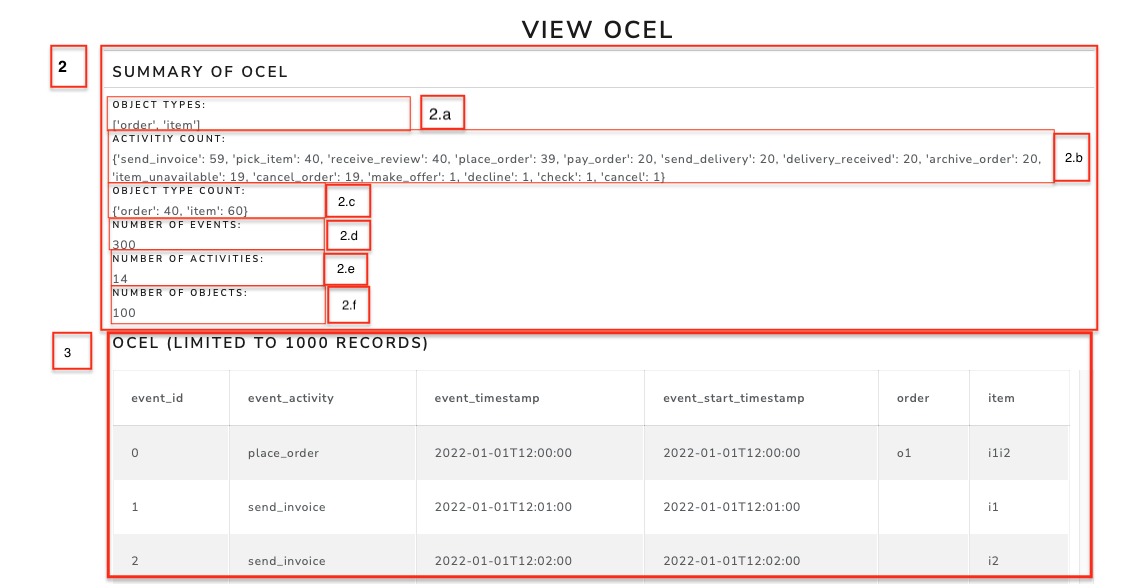 VIEW OCEL
2
SUMMARY OF OCEL
OBJECT TYPES:
2.a
['order', 'item']
ACTIVITIY COUNT:
{'send_invoice': 59, 'pick_item': 40, 'receive_review': 40, 'place_order': 39, 'pay_order': 20, 'send_delivery': 20, 'delivery_received': 20, 'archive_order': 20,
2.b
'item_unavailable': 19, 'cancel_order': 19, 'make_offer': 1, 'decline': 1, 'check': 1, 'cancel': 1}
OBJECT TYPE COUNT:
2.c
{'order': 40, 'item': 60}
NUMBER OF EVENTS:
2.d
300
NUMBER OF ACTIVITIES:
2.e
14
NUMBER OF OBJECTS:
2.f
100
3
OCEL (LIMITED TO 1000 RECORDS)
event_id event_activity event_timestamp event_start_timestamp order item
0 place_order 2022-01-01T12:00:00 2022-01-01T12:00:00 o1 i1i2
1 send_invoice 2022-01-01T12:01:00 2022-01-01T12:01:00 i1
2 send_invoice 2022-01-01T12:02:00 2022-01-01T12:02:00 i2